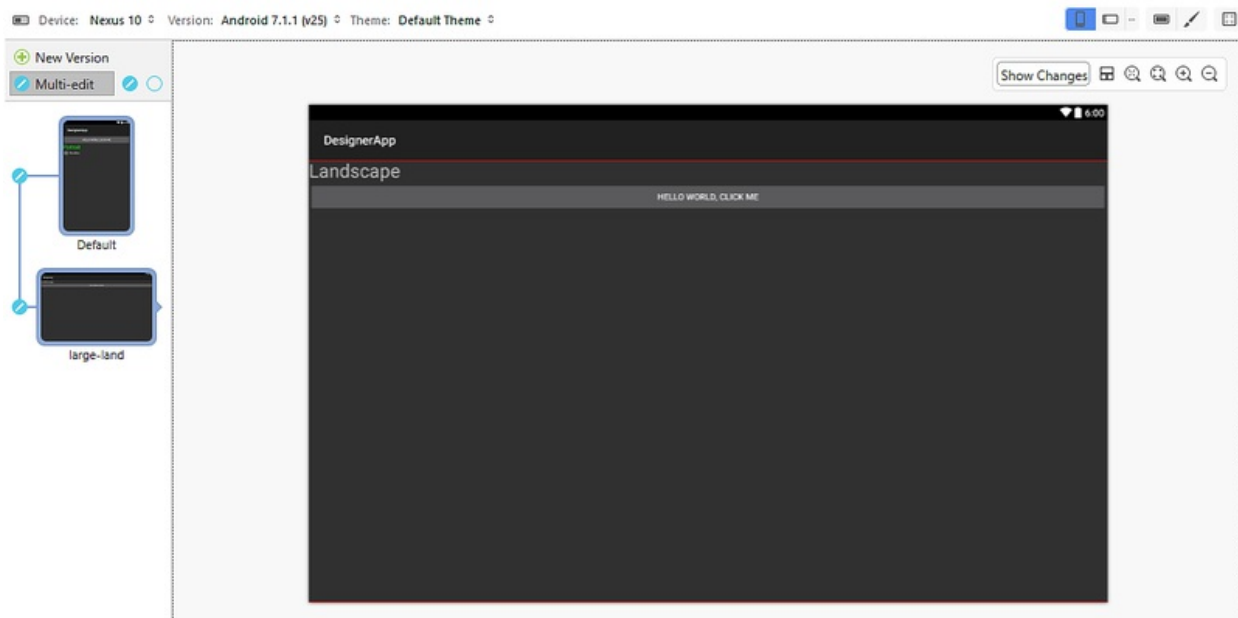 Device: Nexus 10 Version: Android 7.1.1 (v25) Theme: Default Theme
New Version
Multi-edit
Show Changes
6:00
DesignerApp
Landscape
HELLO WORLD, CLICK ME
Default
large-land